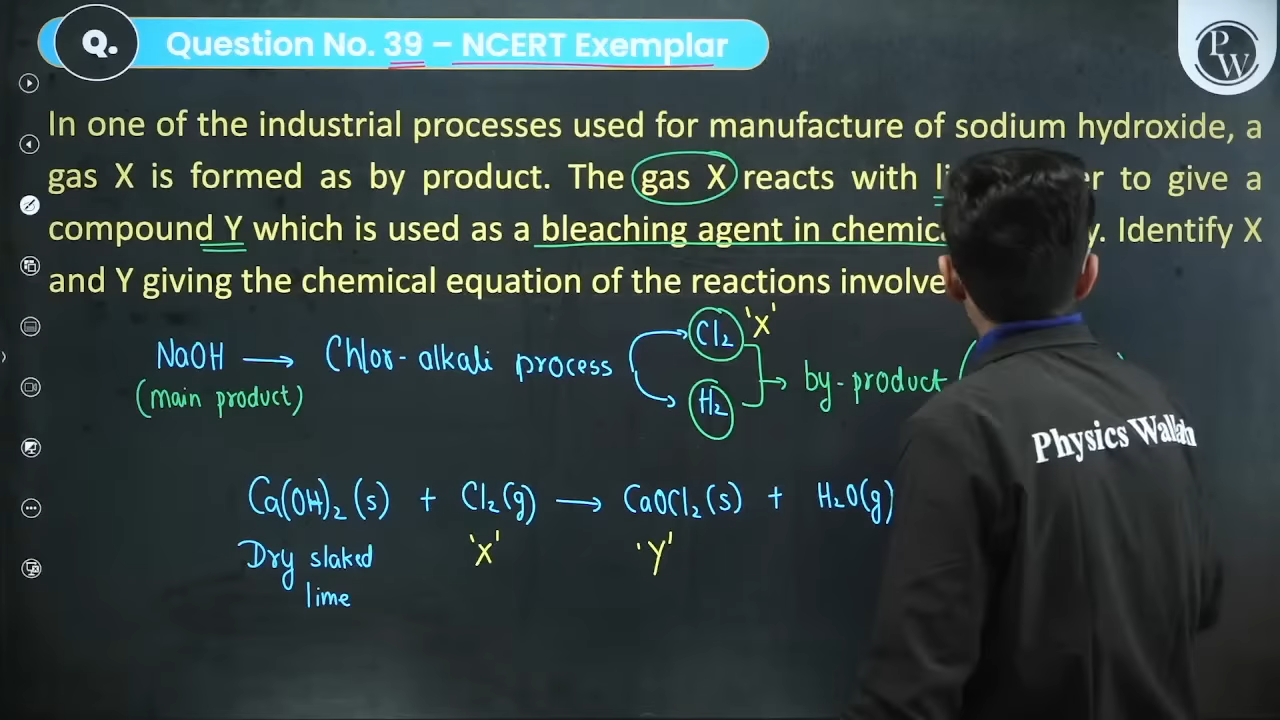 Q.
Question No. 39 – NCERT Exemplar
PW
In one of the industrial processes used for manufacture of sodium hydroxide, a
gas X is formed as by product. The gas X reacts with to give a
compound Y which is used as a bleaching agent in Identify X
and Y giving the chemical equation of the reactions
NaOH → Chlor-alkali process Cl₂ 'X'
(main product) H₂ → by-product
Ca(OH)₂ (s) + Cl₂(g) → CaOCl₂(s) + H₂O(g)
Dry slaked 'X' 'Y'
lime
Physics Wallah